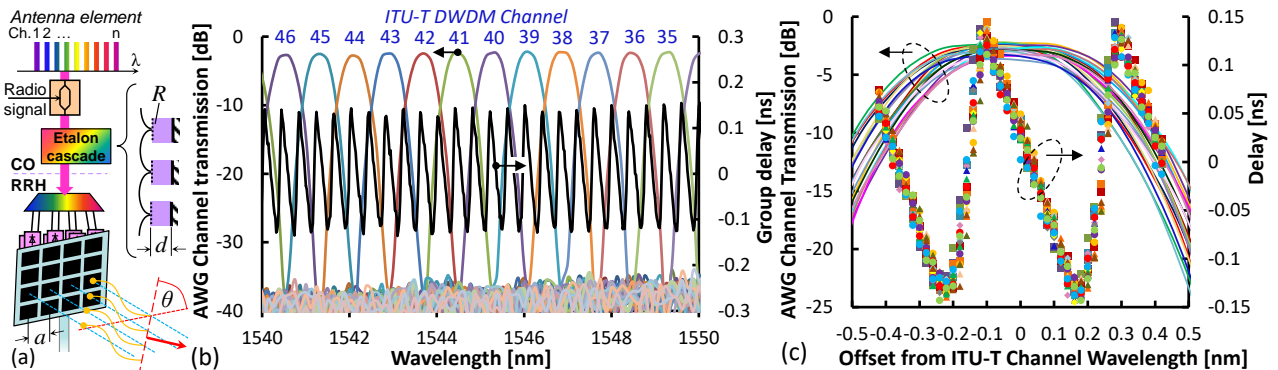 Antenna element
Ch. 1 2 ... n
λ
Radio
signal
R
Etalon
cascade
CO
RRH
d
θ
a
(a)
ITU-T DWDM Channel
46 45 44 43 42 41 40 39 38 37 36 35
AWG Channel transmission [dB]
0
-10
-20
-30
-40
0.3
0.2
0.1
0
-0.1
-0.2
-0.3
Group delay [ns]
1540 1542 1544 1546 1548 1550
Wavelength [nm]
(b)
AWG Channel Transmission [dB]
0
-5
-10
-15
-20
-25
0.15
0.1
0.05
0
-0.05
-0.1
-0.15
Delay [ns]
-0.5 -0.4 -0.3 -0.2 -0.1 0 0.1 0.2 0.3 0.4 0.5
Offset from ITU-T Channel Wavelength [nm]
(c)